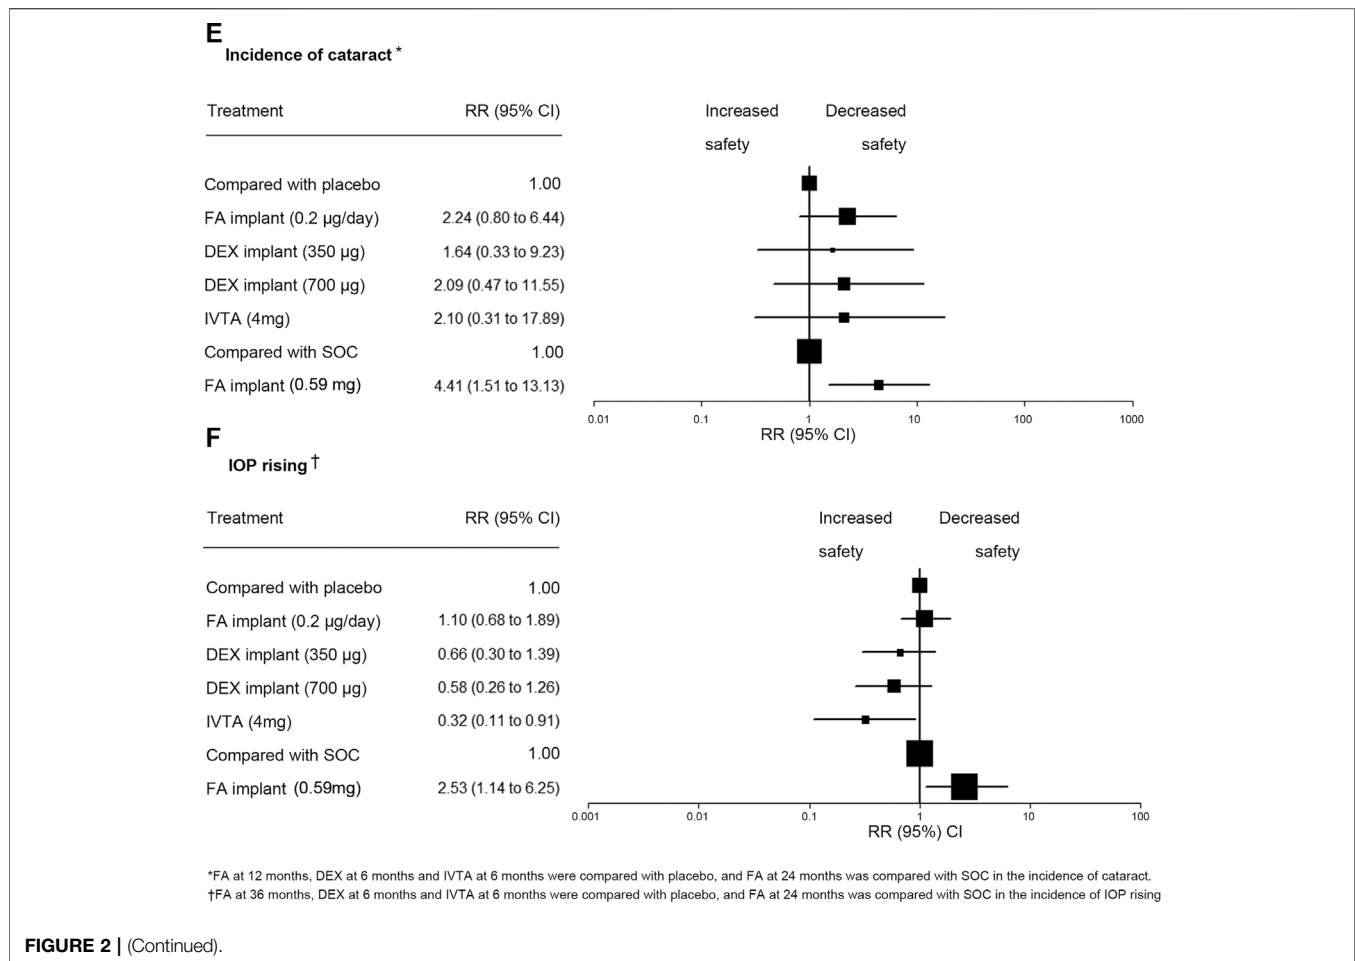 E
Incidence of cataract *
Treatment RR (95% CI) Increased Decreased
safety safety
Compared with placebo 1.00
FA implant (0.2 µg/day) 2.24 (0.80 to 6.44)
DEX implant (350 µg) 1.64 (0.33 to 9.23)
DEX implant (700 µg) 2.09 (0.47 to 11.55)
IVTA (4mg) 2.10 (0.31 to 17.89)
Compared with SOC 1.00
FA implant (0.59 mg) 4.41 (1.51 to 13.13)
0.01 0.1 1 10 100 1000
RR (95% CI)
F
IOP rising †
Treatment RR (95% CI) Increased Decreased
safety safety
Compared with placebo 1.00
FA implant (0.2 µg/day) 1.10 (0.68 to 1.89)
DEX implant (350 µg) 0.66 (0.30 to 1.39)
DEX implant (700 µg) 0.58 (0.26 to 1.26)
IVTA (4mg) 0.32 (0.11 to 0.91)
Compared with SOC 1.00
FA implant (0.59mg) 2.53 (1.14 to 6.25)
0.001 0.01 0.1 1 10 100
RR (95%) CI
*FA at 12 months, DEX at 6 months and IVTA at 6 months were compared with placebo, and FA at 24 months was compared with SOC in the incidence of cataract.
†FA at 36 months, DEX at 6 months and IVTA at 6 months were compared with placebo, and FA at 24 months was compared with SOC in the incidence of IOP rising
FIGURE 2 | (Continued).